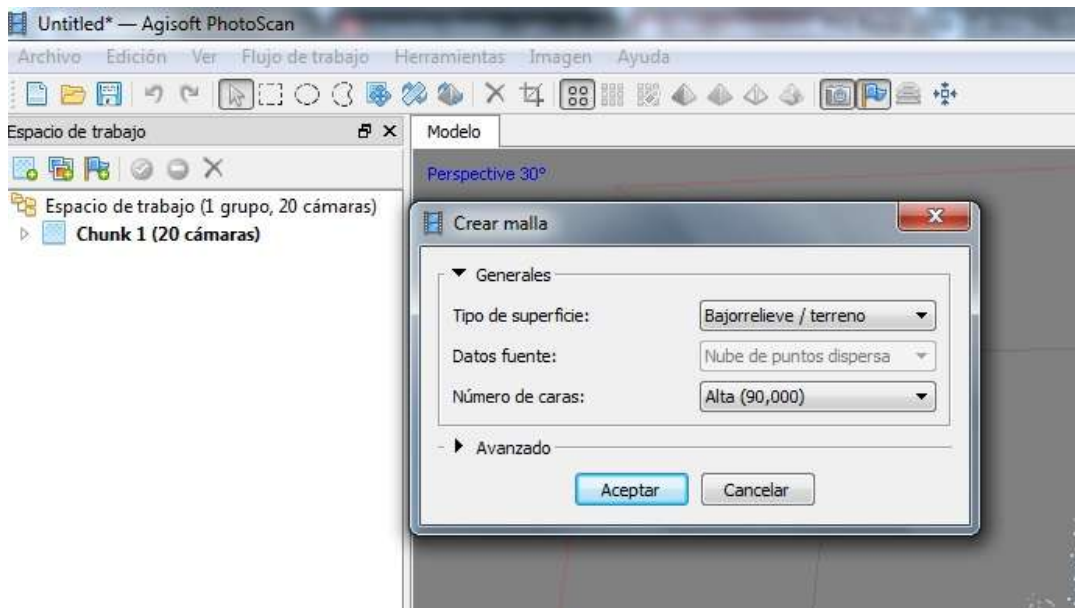 Untitled* — Agisoft PhotoScan
Archivo Edición Ver Flujo de trabajo Herramientas Imagen Ayuda
Espacio de trabajo
Modelo
Perspective 30°
Espacio de trabajo (1 grupo, 20 cámaras)
Chunk 1 (20 cámaras)
Crear malla
Generales
Tipo de superficie: Bajorrelieve / terreno
Datos fuente: Nube de puntos dispersa
Número de caras: Alta (90,000)
Avanzado
Aceptar Cancelar